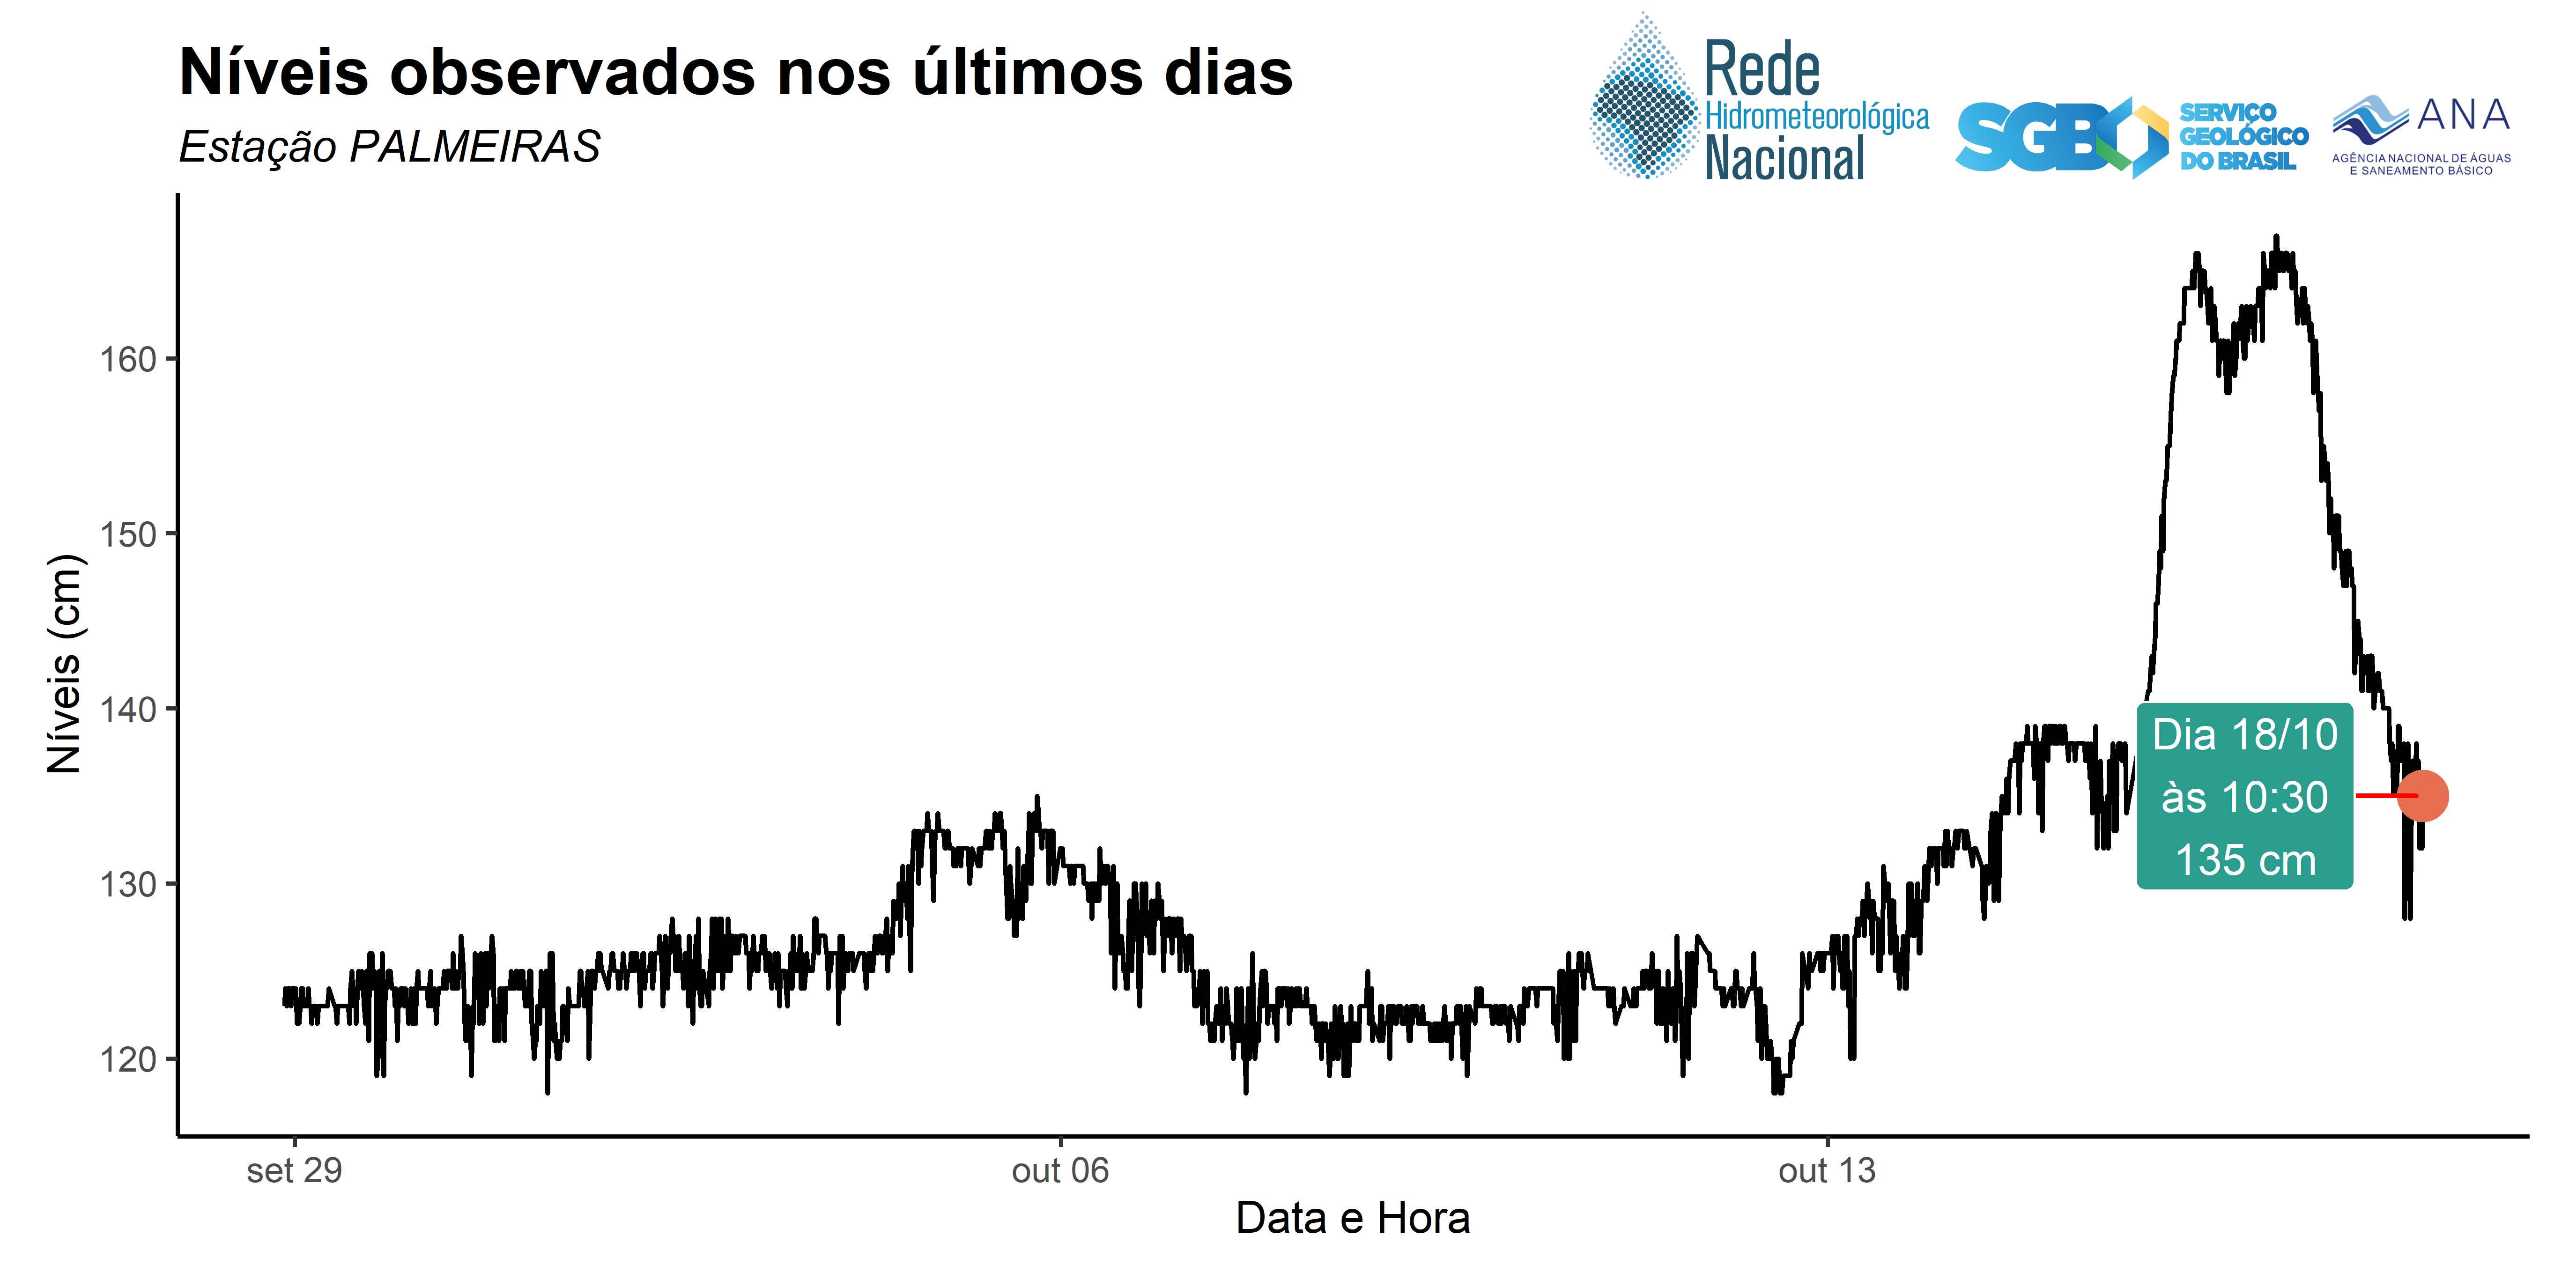 Níveis observados nos últimos dias
Estação PALMEIRAS
Rede
Hidrometeorológica
Nacional
SGB
SERVIÇO
GEOLÓGICO
DO BRASIL
ANA
AGÊNCIA NACIONAL DE ÁGUAS
E SANEAMENTO BÁSICO
Níveis (cm)
160
150
140
130
120
Dia 18/10
às 10:30
135 cm
set 29
out 06
out 13
Data e Hora